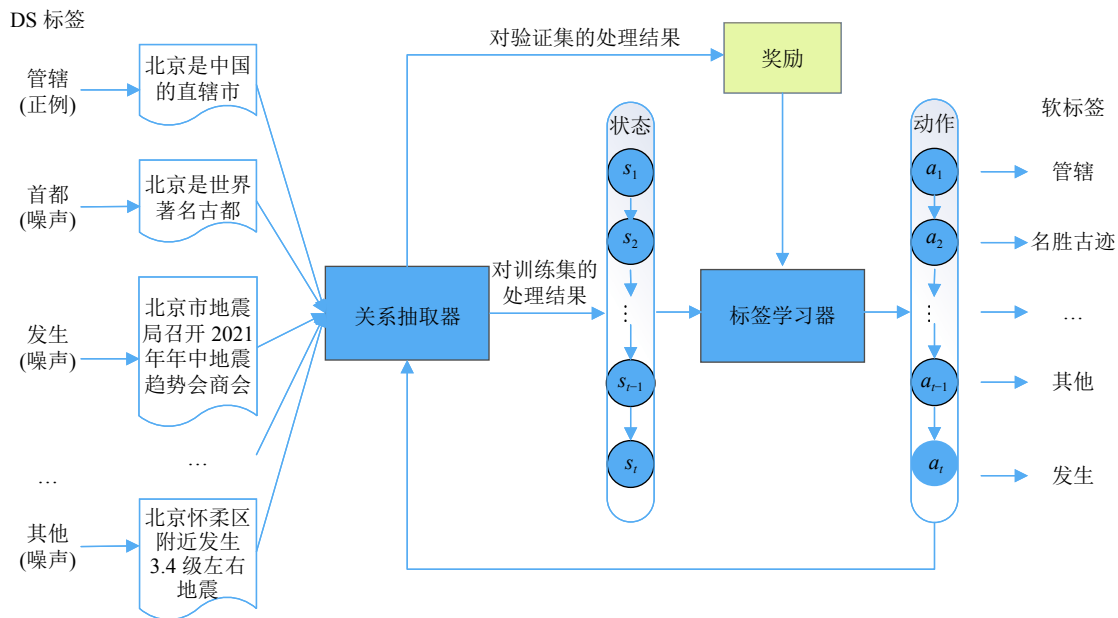 DS 标签
管辖
(正例)
北京是中国
的直辖市
首都
(噪声)
北京是世界
著名古都
发生
(噪声)
北京市地震
局召开 2021
年年中地震
趋势会商会
…
…
其他
(噪声)
北京怀柔区
附近发生
3.4 级左右
地震
关系抽取器
对验证集的处理结果
奖励
对训练集的
处理结果
状态
s1
s2
…
st−1
st
标签学习器
动作
a1
a2
…
at−1
at
软标签
管辖
名胜古迹
…
其他
发生